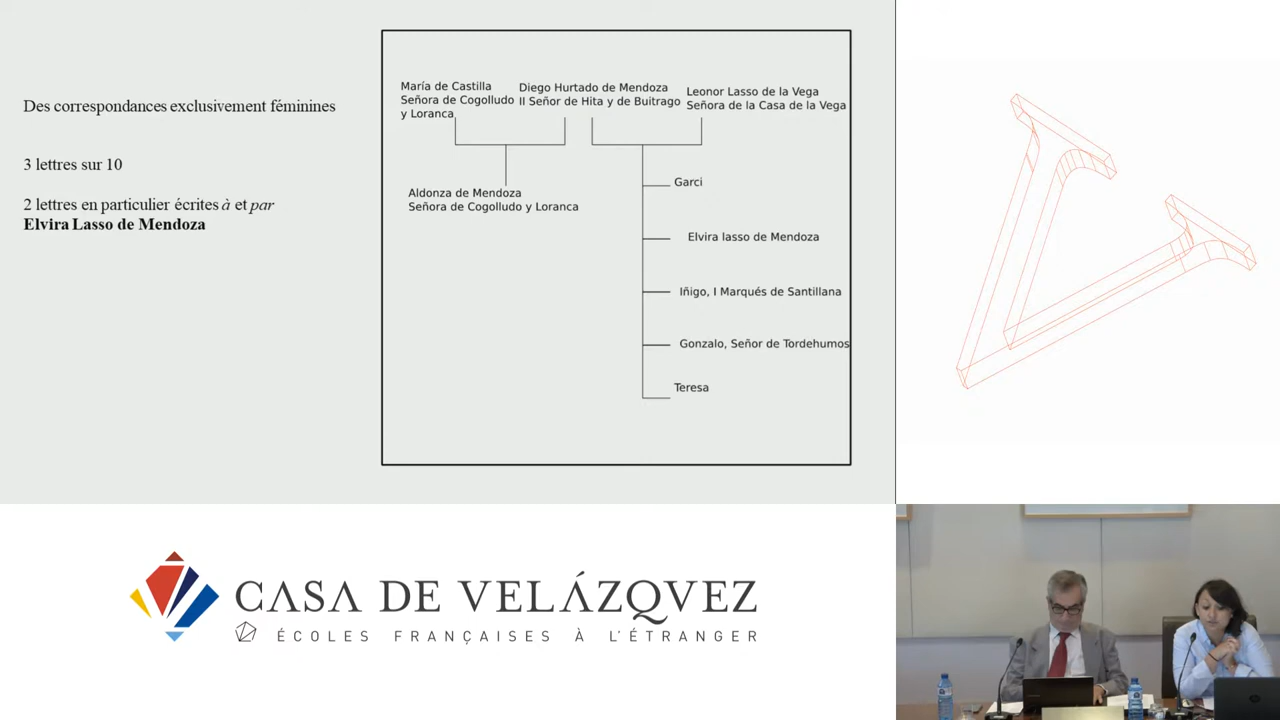 Des correspondances exclusivement féminines
3 lettres sur 10
2 lettres en particulier écrites à et par
Elvira Lasso de Mendoza
María de Castilla
Señora de Cogolludo
y Loranca
Diego Hurtado de Mendoza
II Señor de Hita y de Buitrago
Leonor Lasso de la Vega
Señora de la Casa de la Vega
Aldonza de Mendoza
Señora de Cogolludo y Loranca
Garci
Elvira lasso de Mendoza
Iñigo, I Marqués de Santillana
Gonzalo, Señor de Tordehumos
Teresa
CASA DE VELÁZQVEZ
ÉCOLES FRANÇAISES À L'ÉTRANGER